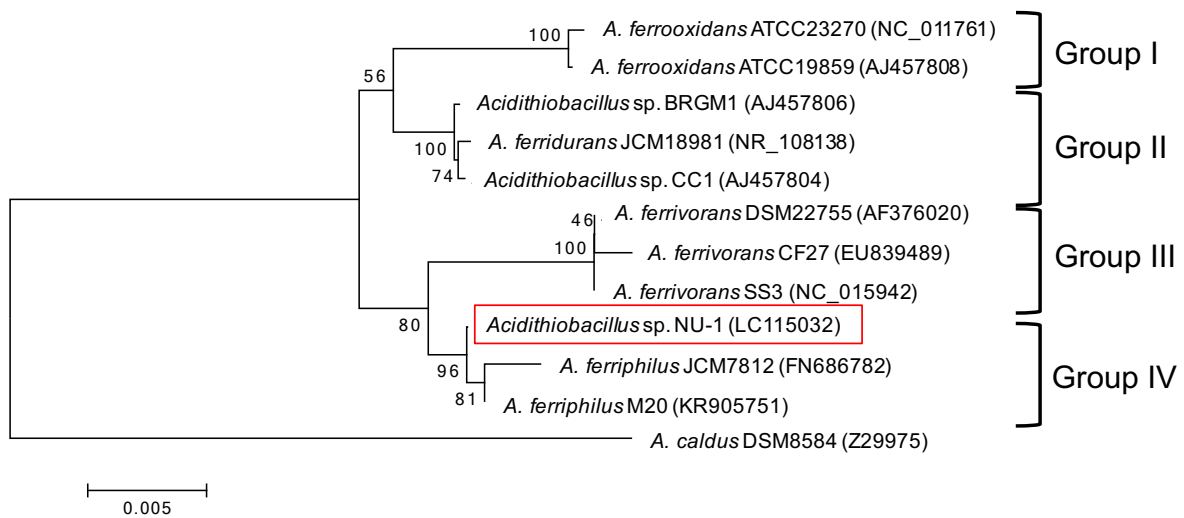 100
A. ferrooxidans ATCC23270 (NC_011761)
Group I
A. ferrooxidans ATCC19859 (AJ457808)
56
Acidithiobacillus sp. BRGM1 (AJ457806)
A. ferridurans JCM18981 (NR_108138)
Group II
100
74
Acidithiobacillus sp. CC1 (AJ457804)
46
A. ferrivorans DSM22755 (AF376020)
100
A. ferrivorans CF27 (EU839489)
Group III
A. ferrivorans SS3 (NC_015942)
80
Acidithiobacillus sp. NU-1 (LC115032)
96
A. ferriphilus JCM7812 (FN686782)
Group IV
81
A. ferriphilus M20 (KR905751)
A. caldus DSM8584 (Z29975)
0.005